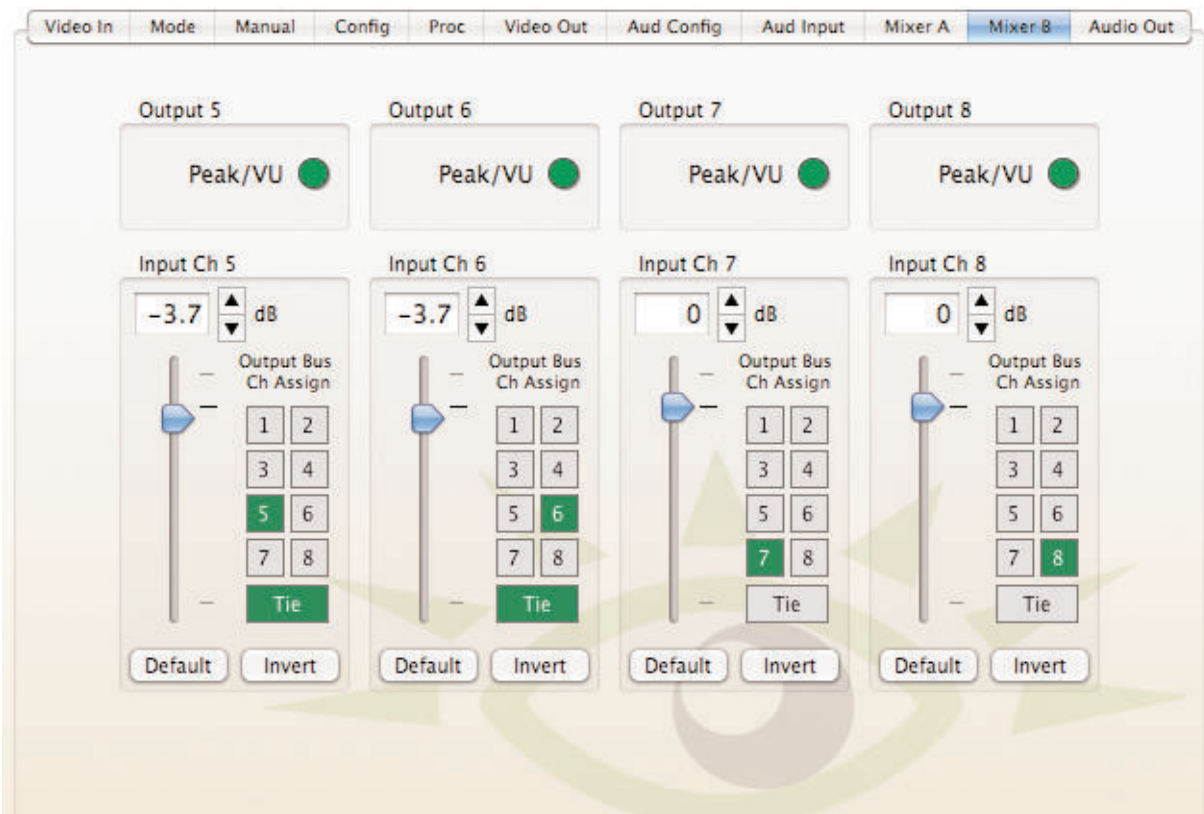 Video In Mode Manual Config Proc Video Out Aud Config Aud Input Mixer A Mixer B Audio Out
Output 5 Output 6 Output 7 Output 8
Peak/VU Peak/VU Peak/VU Peak/VU
Input Ch 5 Input Ch 6 Input Ch 7 Input Ch 8
-3.7 dB -3.7 dB 0 dB 0 dB
Output Bus Output Bus Output Bus Output Bus
Ch Assign Ch Assign Ch Assign Ch Assign
1 2 1 2 1 2 1 2
3 4 3 4 3 4 3 4
5 6 5 6 5 6 5 6
7 8 7 8 7 8 7 8
Tie Tie Tie Tie
Default Invert Default Invert Default Invert Default Invert